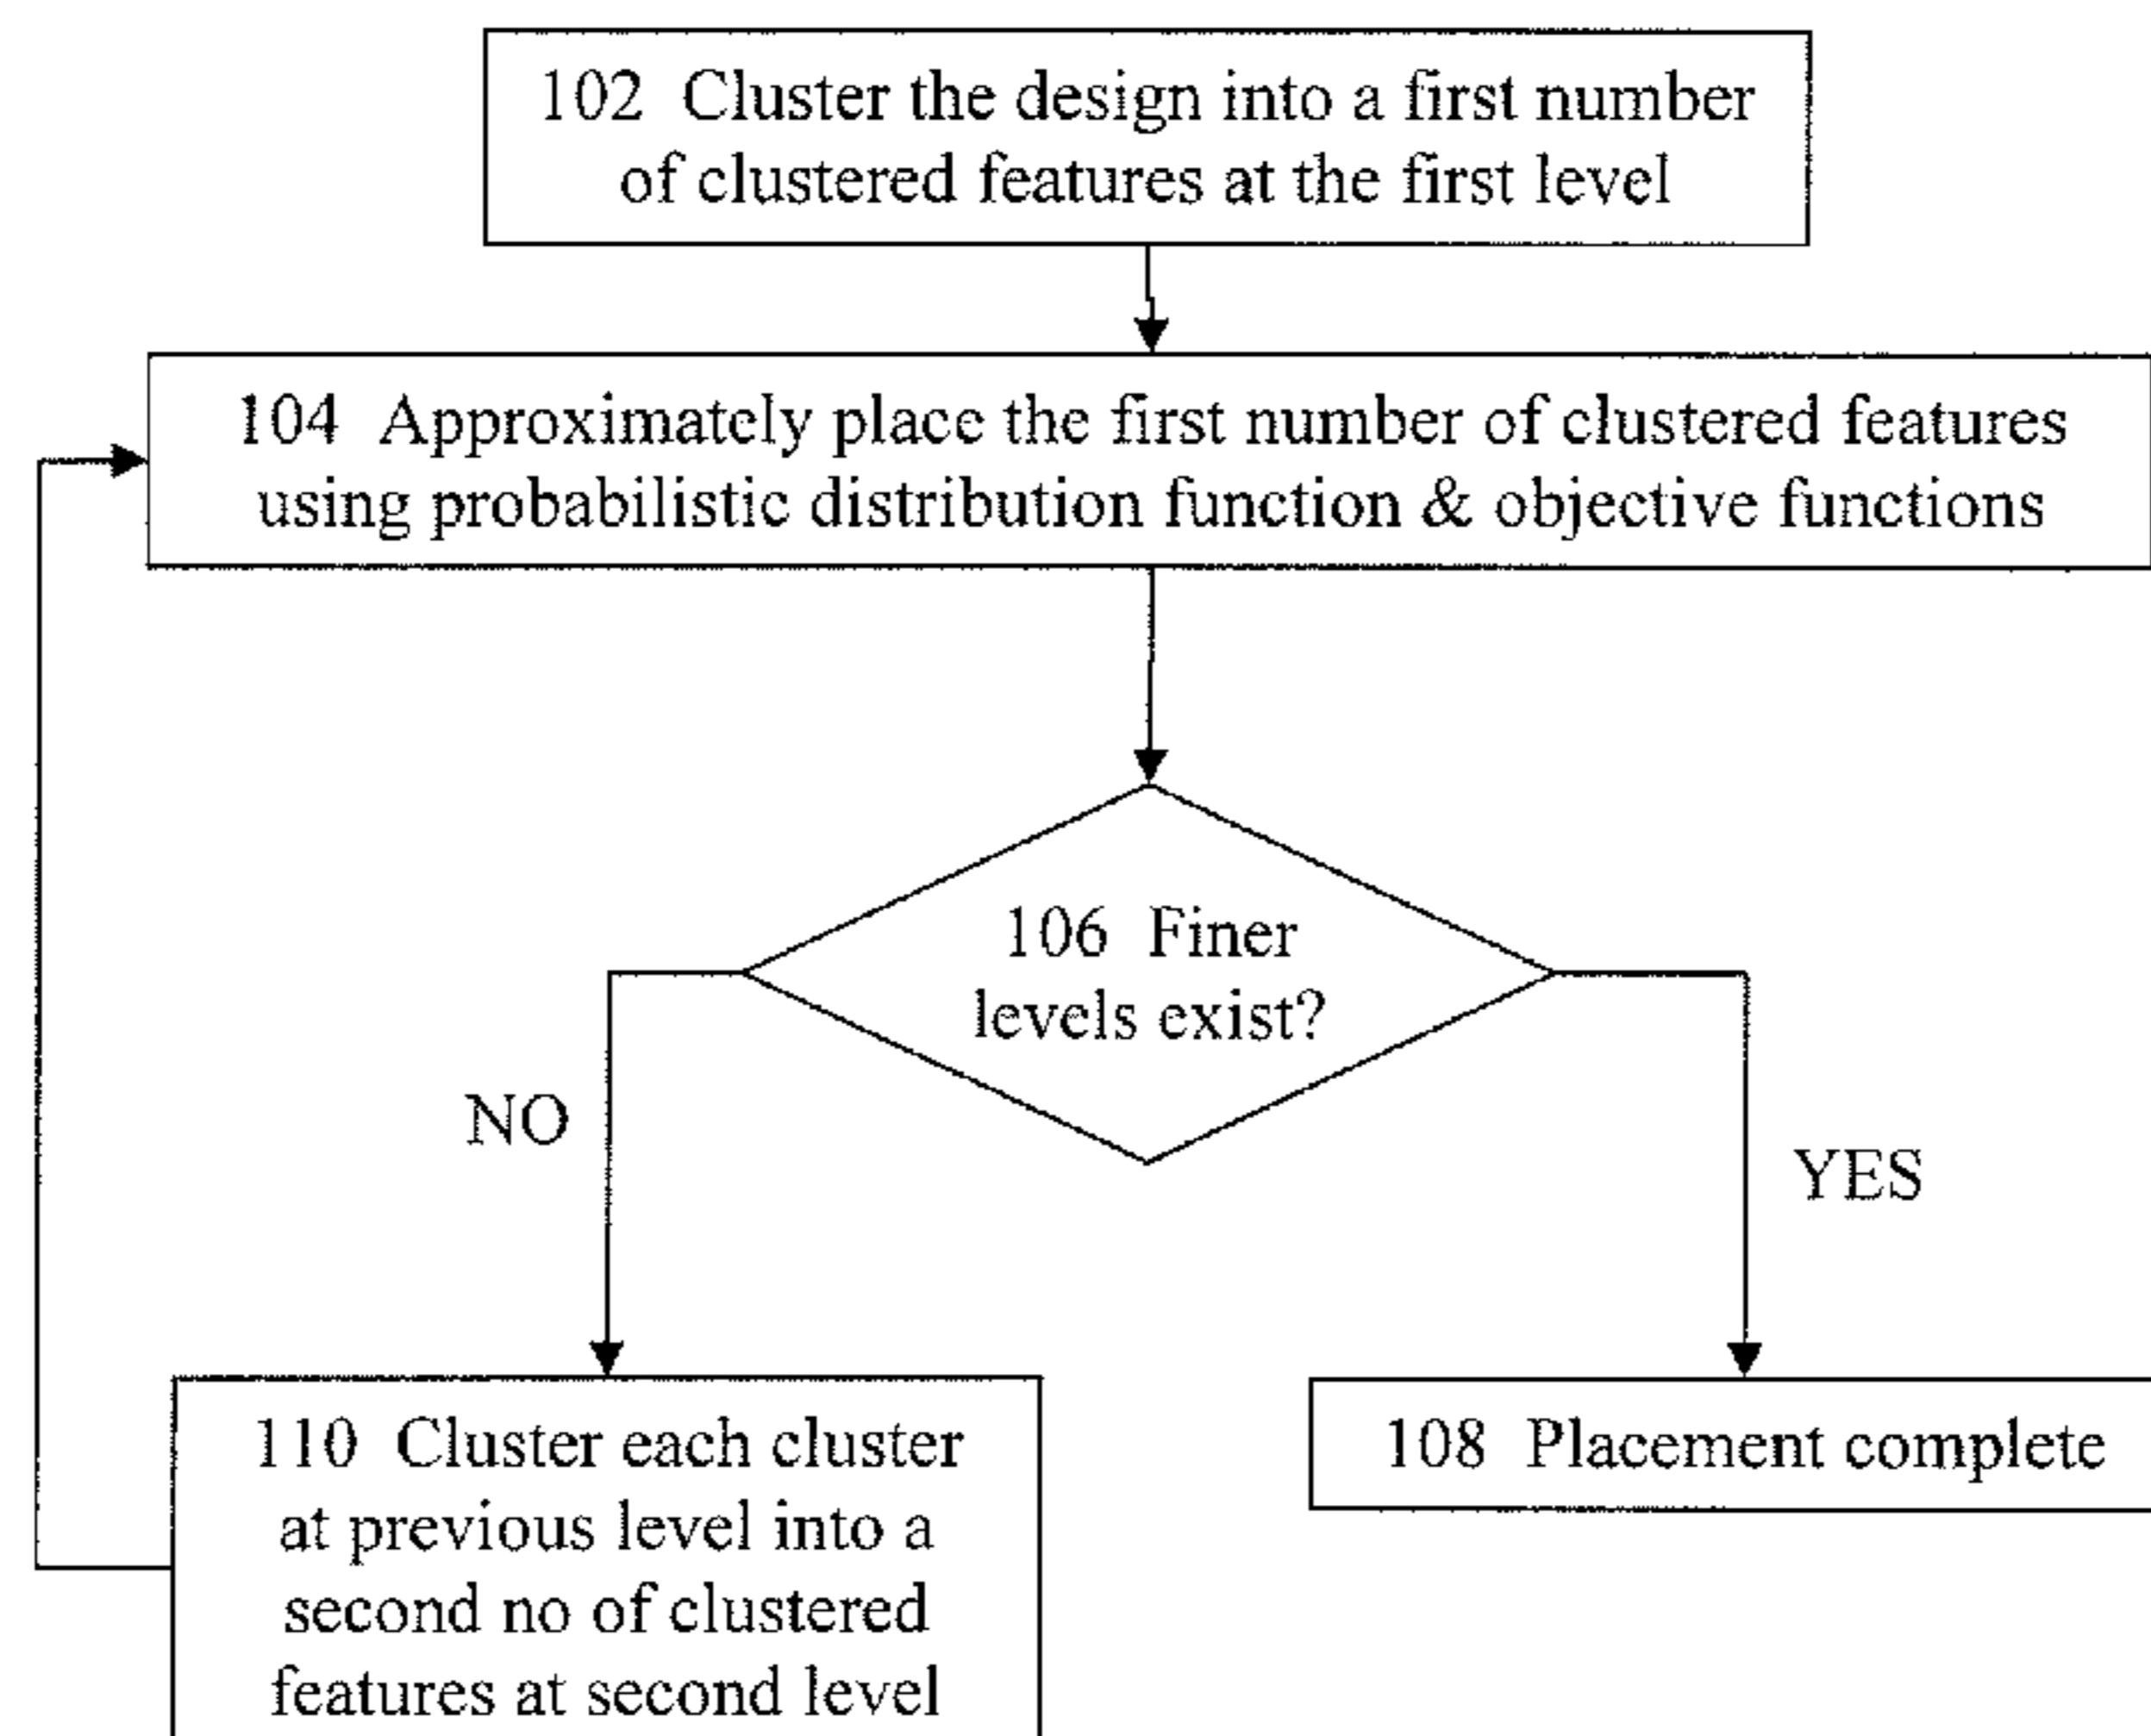 102 Cluster the design into a first number
of clustered features at the first level
104 Approximately place the first number of clustered features
using probabilistic distribution function & objective functions
106 Finer
levels exist?
NO
YES
110 Cluster each cluster
at previous level into a
second no of clustered
features at second level
108 Placement complete